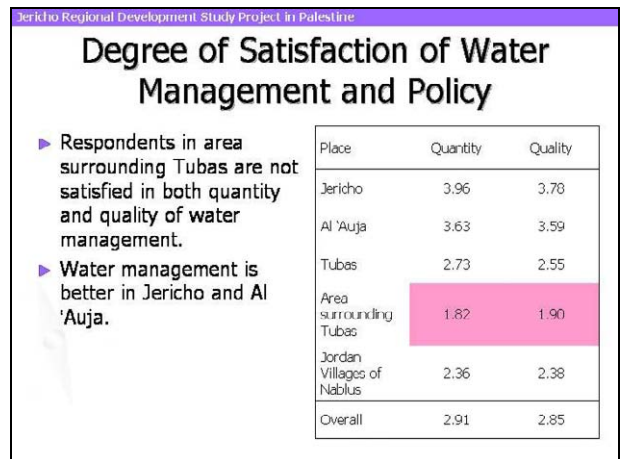 Jericho Regional Development Study Project in Palestine
Degree of Satisfaction of Water
Management and Policy
Respondents in area
surrounding Tubas are not
satisfied in both quantity
and quality of water
management.
Water management is
better in Jericho and Al
'Auja.
Place Quantity Quality
Jericho 3.96 3.78
Al 'Auja 3.63 3.59
Tubas 2.73 2.55
Area
surrounding 1.82 1.90
Tubas
Jordan
Villages of 2.36 2.38
Nablus
Overall 2.91 2.85